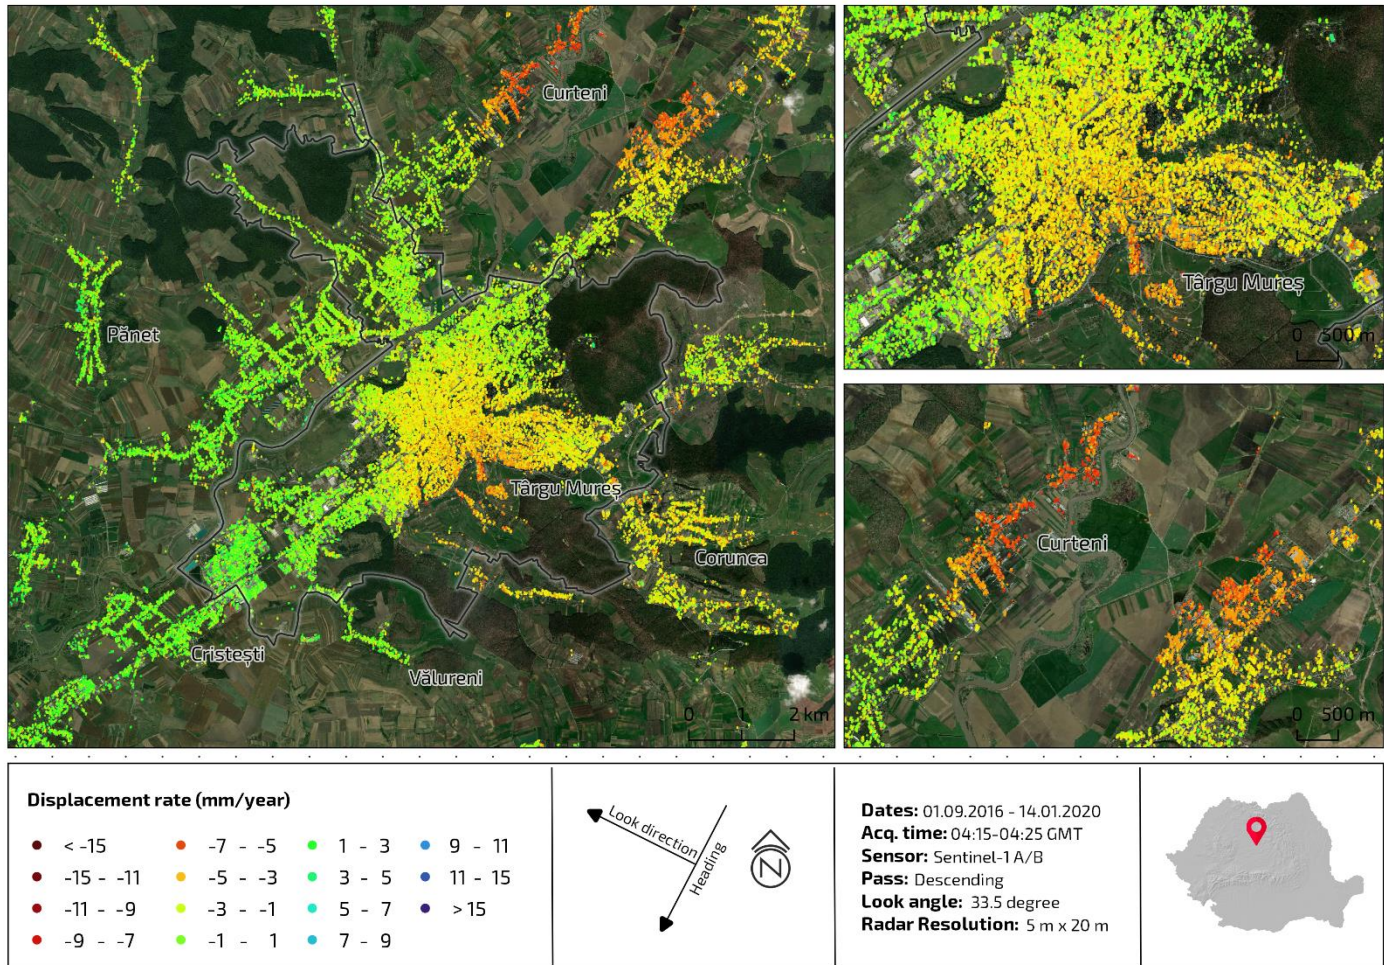 Curteni
Pănet
Târgu Mureș
Corunca
Cristești
Vălureni
0 1 2 km
Târgu Mureș
0 500 m
Curteni
0 500 m
Displacement rate (mm/year)
< -15
-15 - -11
-11 - -9
-9 - -7
-7 - -5
-5 - -3
-3 - -1
-1 - 1
1 - 3
3 - 5
5 - 7
7 - 9
9 - 11
11 - 15
> 15
Look direction
Heading
N
Dates: 01.09.2016 - 14.01.2020
Acq. time: 04:15-04:25 GMT
Sensor: Sentinel-1 A/B
Pass: Descending
Look angle: 33.5 degree
Radar Resolution: 5 m x 20 m